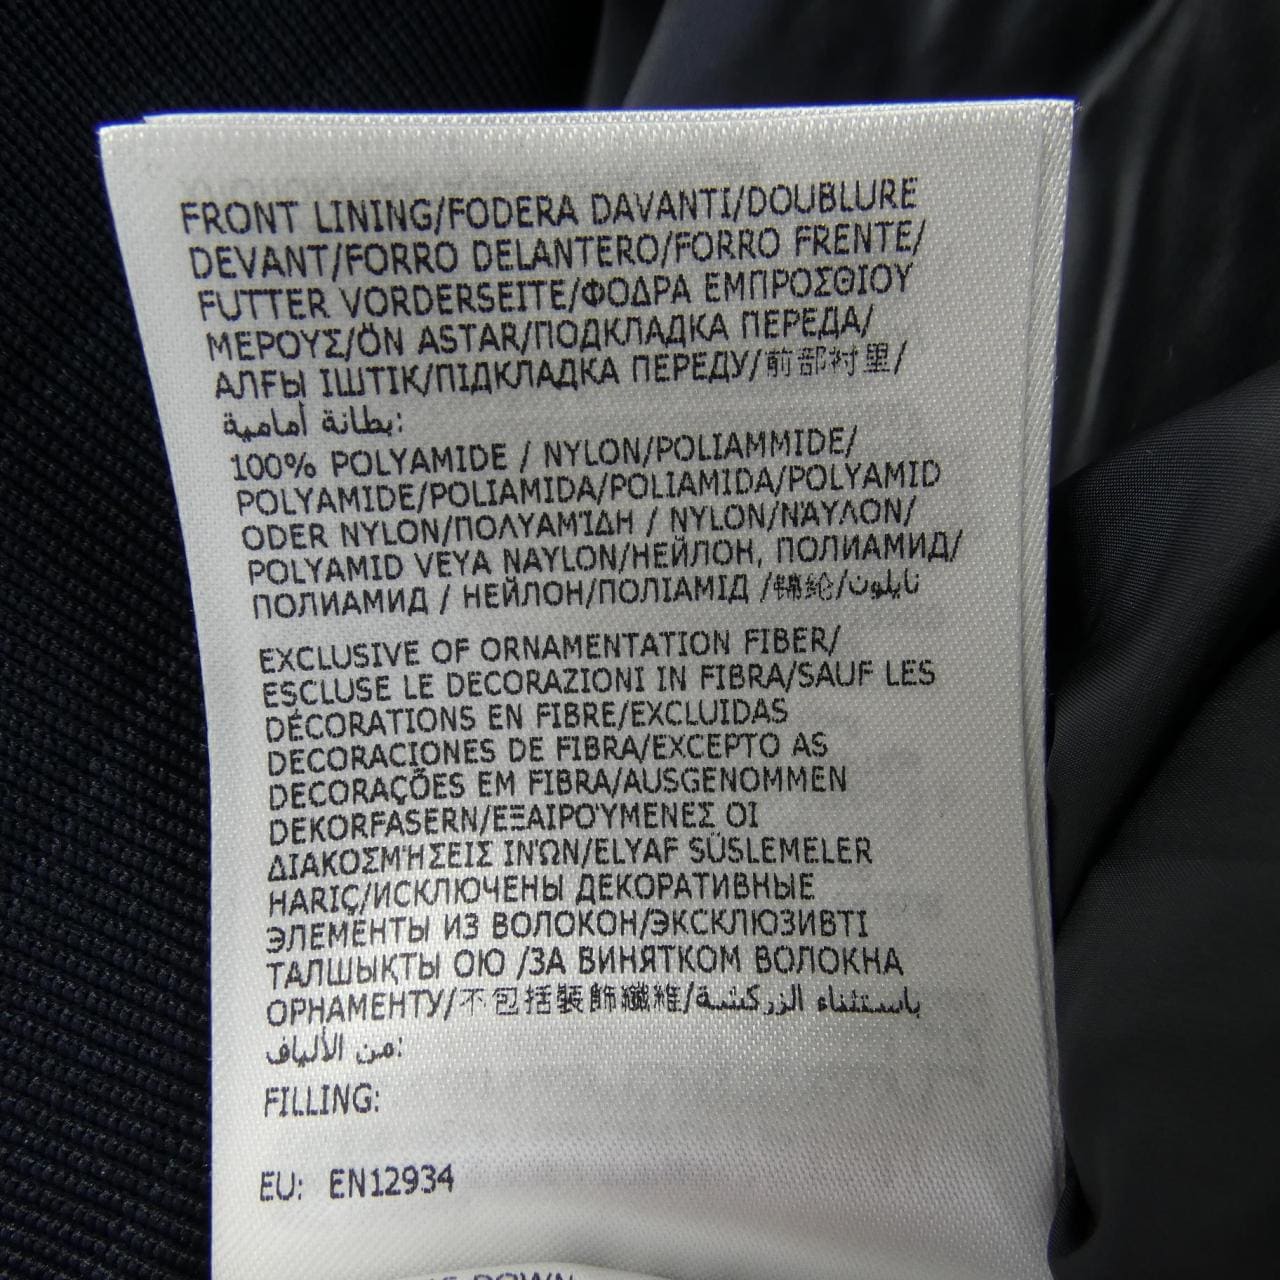 FRONT LINING/FODERA DAVANTI/DOUBLURE
DEVANT/FORRO DELANTERO/FORRO FRENTE/
FUTTER VORDERSEITE/ΦΟΔΡΑ ΕΜΠΡΟΣΘΙΟΥ
ΜΕΡΟΥΣ/ÖN ASTAR/ПОДКЛАДКА ПЕРЕДА/
АЛҒЫ ІШТІК/ПІДКЛАДКА ПЕРЕДУ/前部衬里/
بطانة أمامية:
100% POLYAMIDE / NYLON/POLIAMMIDE/
POLYAMIDE/POLIAMIDA/POLIAMIDA/POLYAMID
ODER NYLON/ΠΟΛΥΑΜΊΔΗ / NYLON/ΝΆΥΛΟΝ/
POLYAMID VEYA NAYLON/НЕЙЛОН, ПОЛИАМИД/
ПОЛИАМИД / НЕЙЛОН/ПОЛІАМІД /锦纶/نايلون
EXCLUSIVE OF ORNAMENTATION FIBER/
ESCLUSE LE DECORAZIONI IN FIBRA/SAUF LES
DÉCORATIONS EN FIBRE/EXCLUIDAS
DECORACIONES DE FIBRA/EXCEPTO AS
DECORAÇÕES EM FIBRA/AUSGENOMMEN
DEKORFASERN/ΕΞΑΙΡΟΎΜΕΝΕΣ ΟΙ
ΔΙΑΚΟΣΜΉΣΕΙΣ ΙΝΏΝ/ELYAF SÜSLEMELER
HARIÇ/ИСКЛЮЧЕНЫ ДЕКОРАТИВНЫЕ
ЭЛЕМЕНТЫ ИЗ ВОЛОКОН/ЭКСКЛЮЗИВТІ
ТАЛШЫҚТЫ ОЮ /ЗА ВИНЯТКОМ ВОЛОКНА
ОРНАМЕНТУ/不包括裝飾纖維/باستثناء الزركشة
من الألياف:
FILLING:
EU: EN12934
DOWN